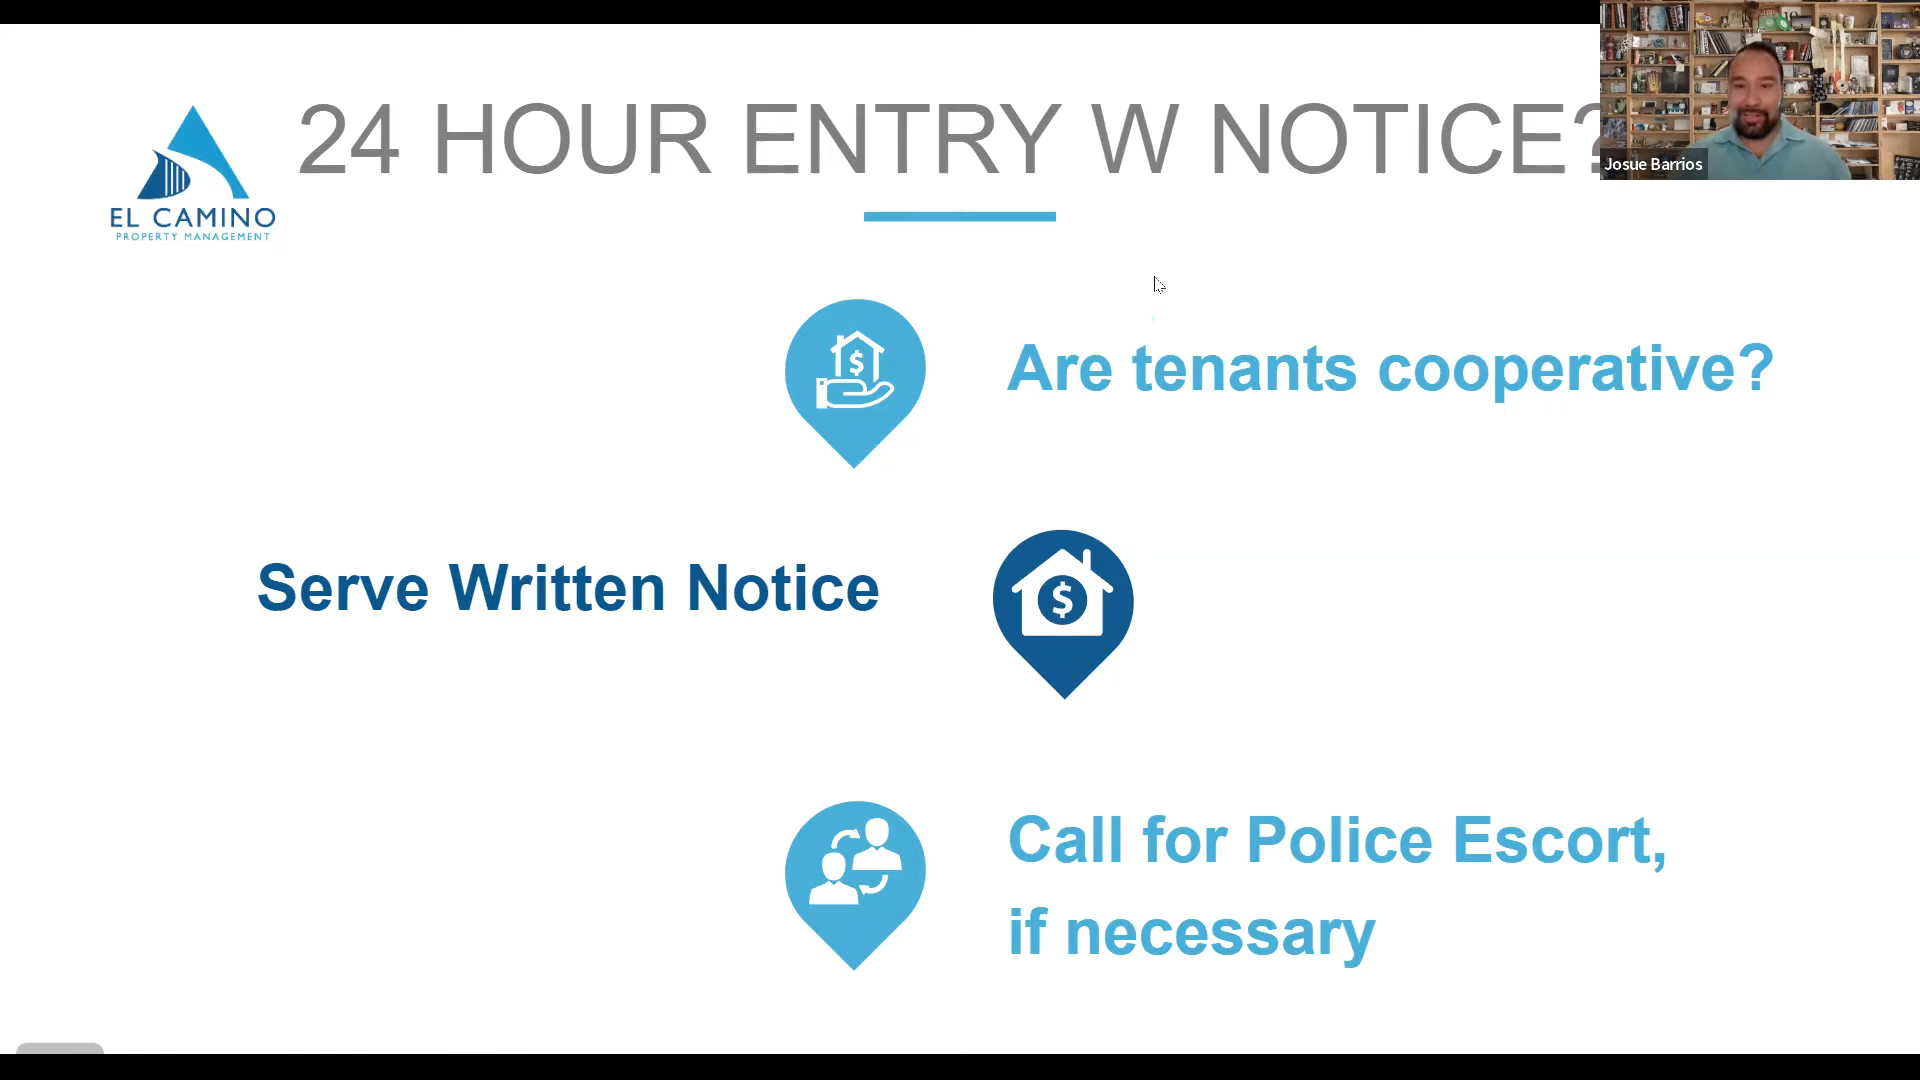 24 HOUR ENTRY W NOTICE?
Josue Barrios
EL CAMINO
PROPERTY MANAGEMENT
$
Are tenants cooperative?
Serve Written Notice
$
Call for Police Escort,
if necessary